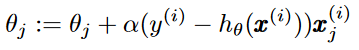 θ_j := θ_j + α(y^{(i)} − h_θ(𝒙^{(i)}))𝒙_j^{(i)}